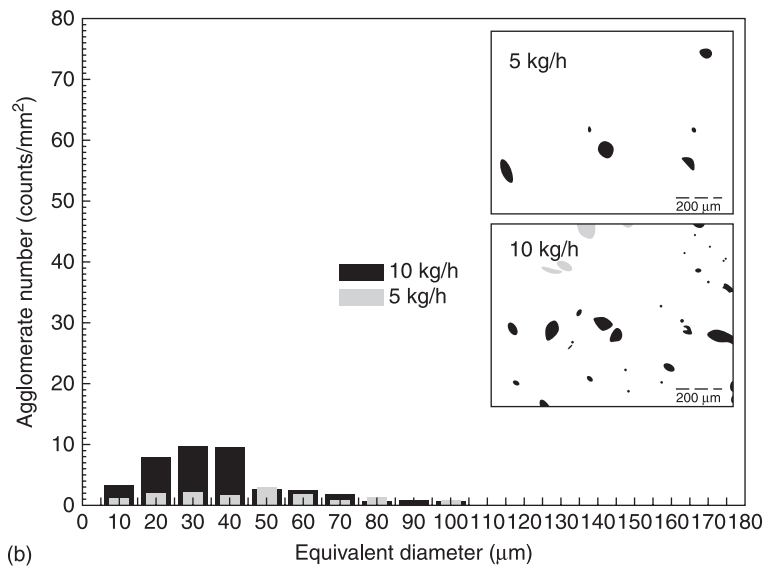 80
70
60
50
40
30
20
10
0
Agglomerate number (counts/mm²)
5 kg/h
200 μm
10 kg/h
200 μm
10 kg/h
5 kg/h
0 10 20 30 40 50 60 70 80 90 100 110 120 130 140 150 160 170 180
Equivalent diameter (μm)
(b)